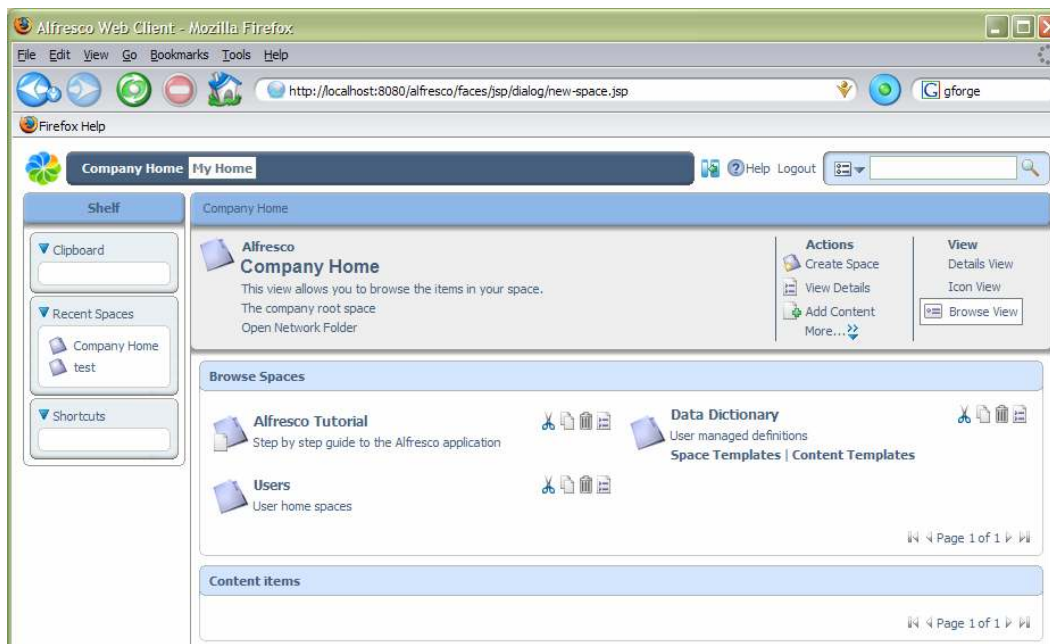 Alfresco Web Client - Mozilla Firefox
File Edit View Go Bookmarks Tools Help
http://localhost:8080/alfresco/faces/jsp/dialog/new-space.jsp G gforge
Firefox Help
Company Home My Home Help Logout
Shelf
Clipboard
Recent Spaces
Company Home
test
Shortcuts
Company Home
Alfresco
Company Home
This view allows you to browse the items in your space.
The company root space
Open Network Folder
Actions
Create Space
View Details
Add Content
More...
View
Details View
Icon View
Browse View
Browse Spaces
Alfresco Tutorial
Step by step guide to the Alfresco application
Data Dictionary
User managed definitions
Space Templates | Content Templates
Users
User home spaces
Page 1 of 1
Content items
Page 1 of 1